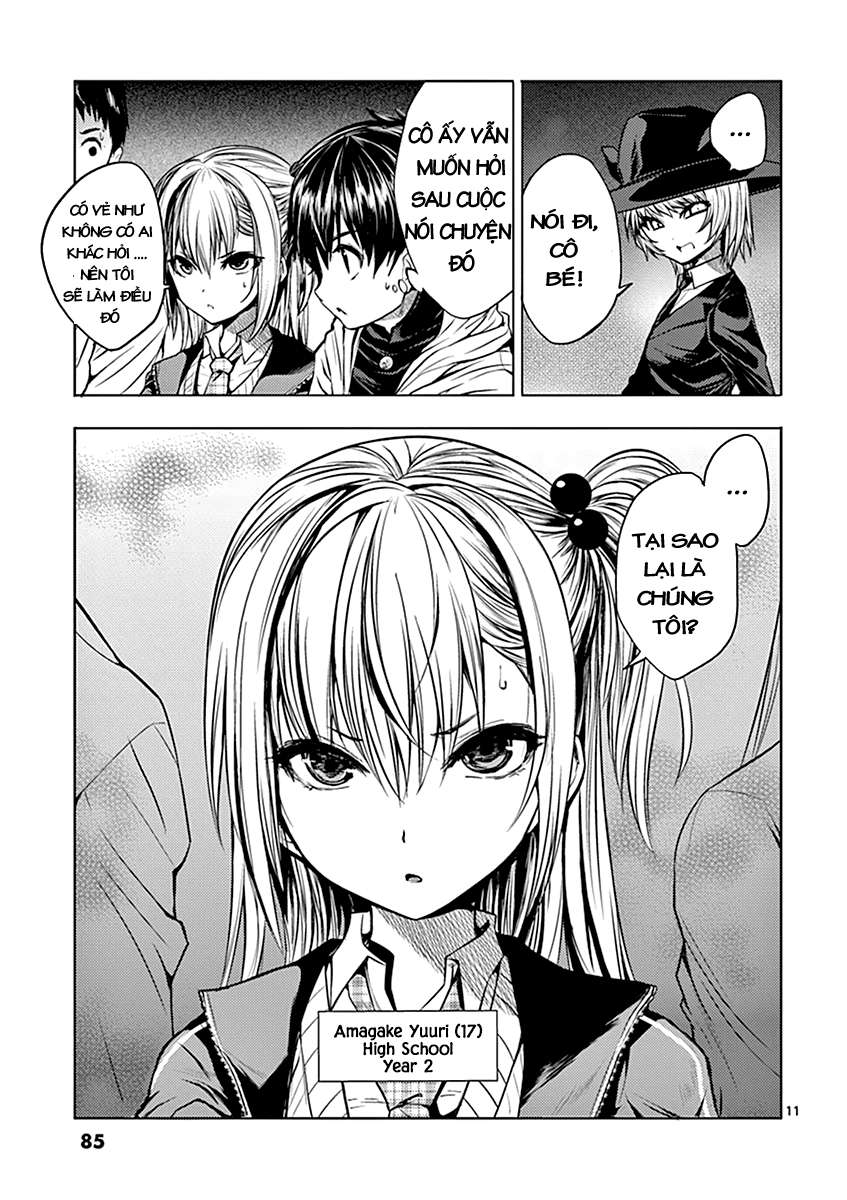 ...
NÓI ĐI,
CÔ
BÉ!
CÔ ẤY VẪN
MUỐN HỎI
SAU CUỘC
NÓI CHUYỆN
ĐÓ
CÓ VẺ NHƯ
KHÔNG CÓ AI
KHÁC HỎI ....
NÊN TÔI
SẼ LÀM ĐIỀU
ĐÓ
...
TẠI SAO
LẠI LÀ
CHÚNG
TÔI?
Amagake Yuuri (17)
High School
Year 2
11
85